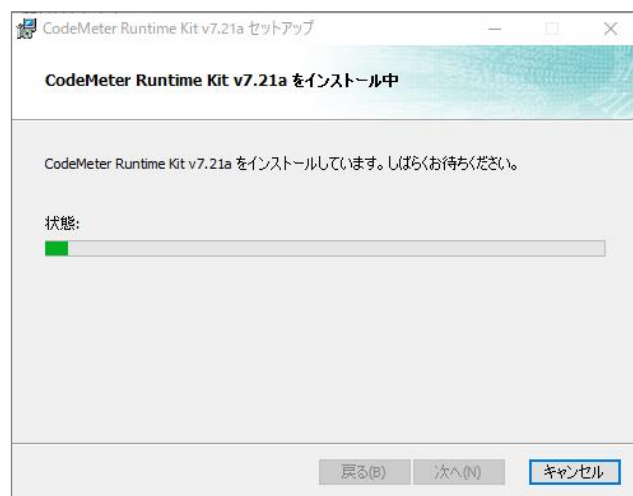 CodeMeter Runtime Kit v7.21a セットアップ
CodeMeter Runtime Kit v7.21a をインストール中
CodeMeter Runtime Kit v7.21a をインストールしています。しばらくお待ちください。
状態:
戻る(B)
次へ(N)
キャンセル